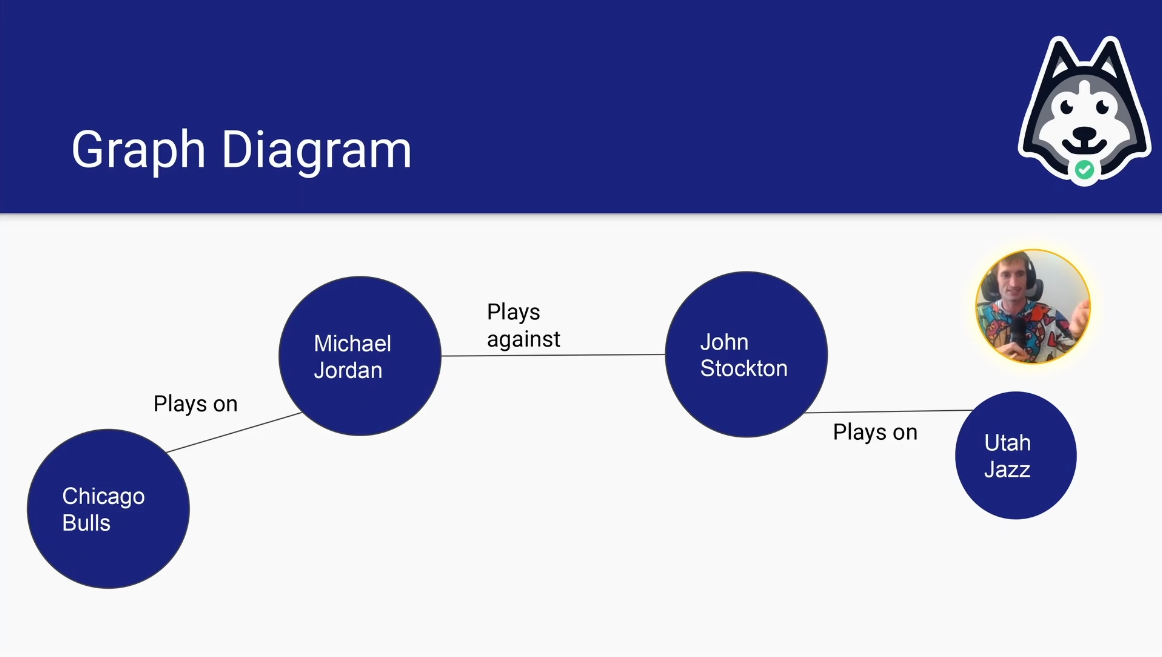 Graph Diagram
Michael
Jordan
Plays
against
John
Stockton
Plays on
Chicago
Bulls
Plays on
Utah
Jazz